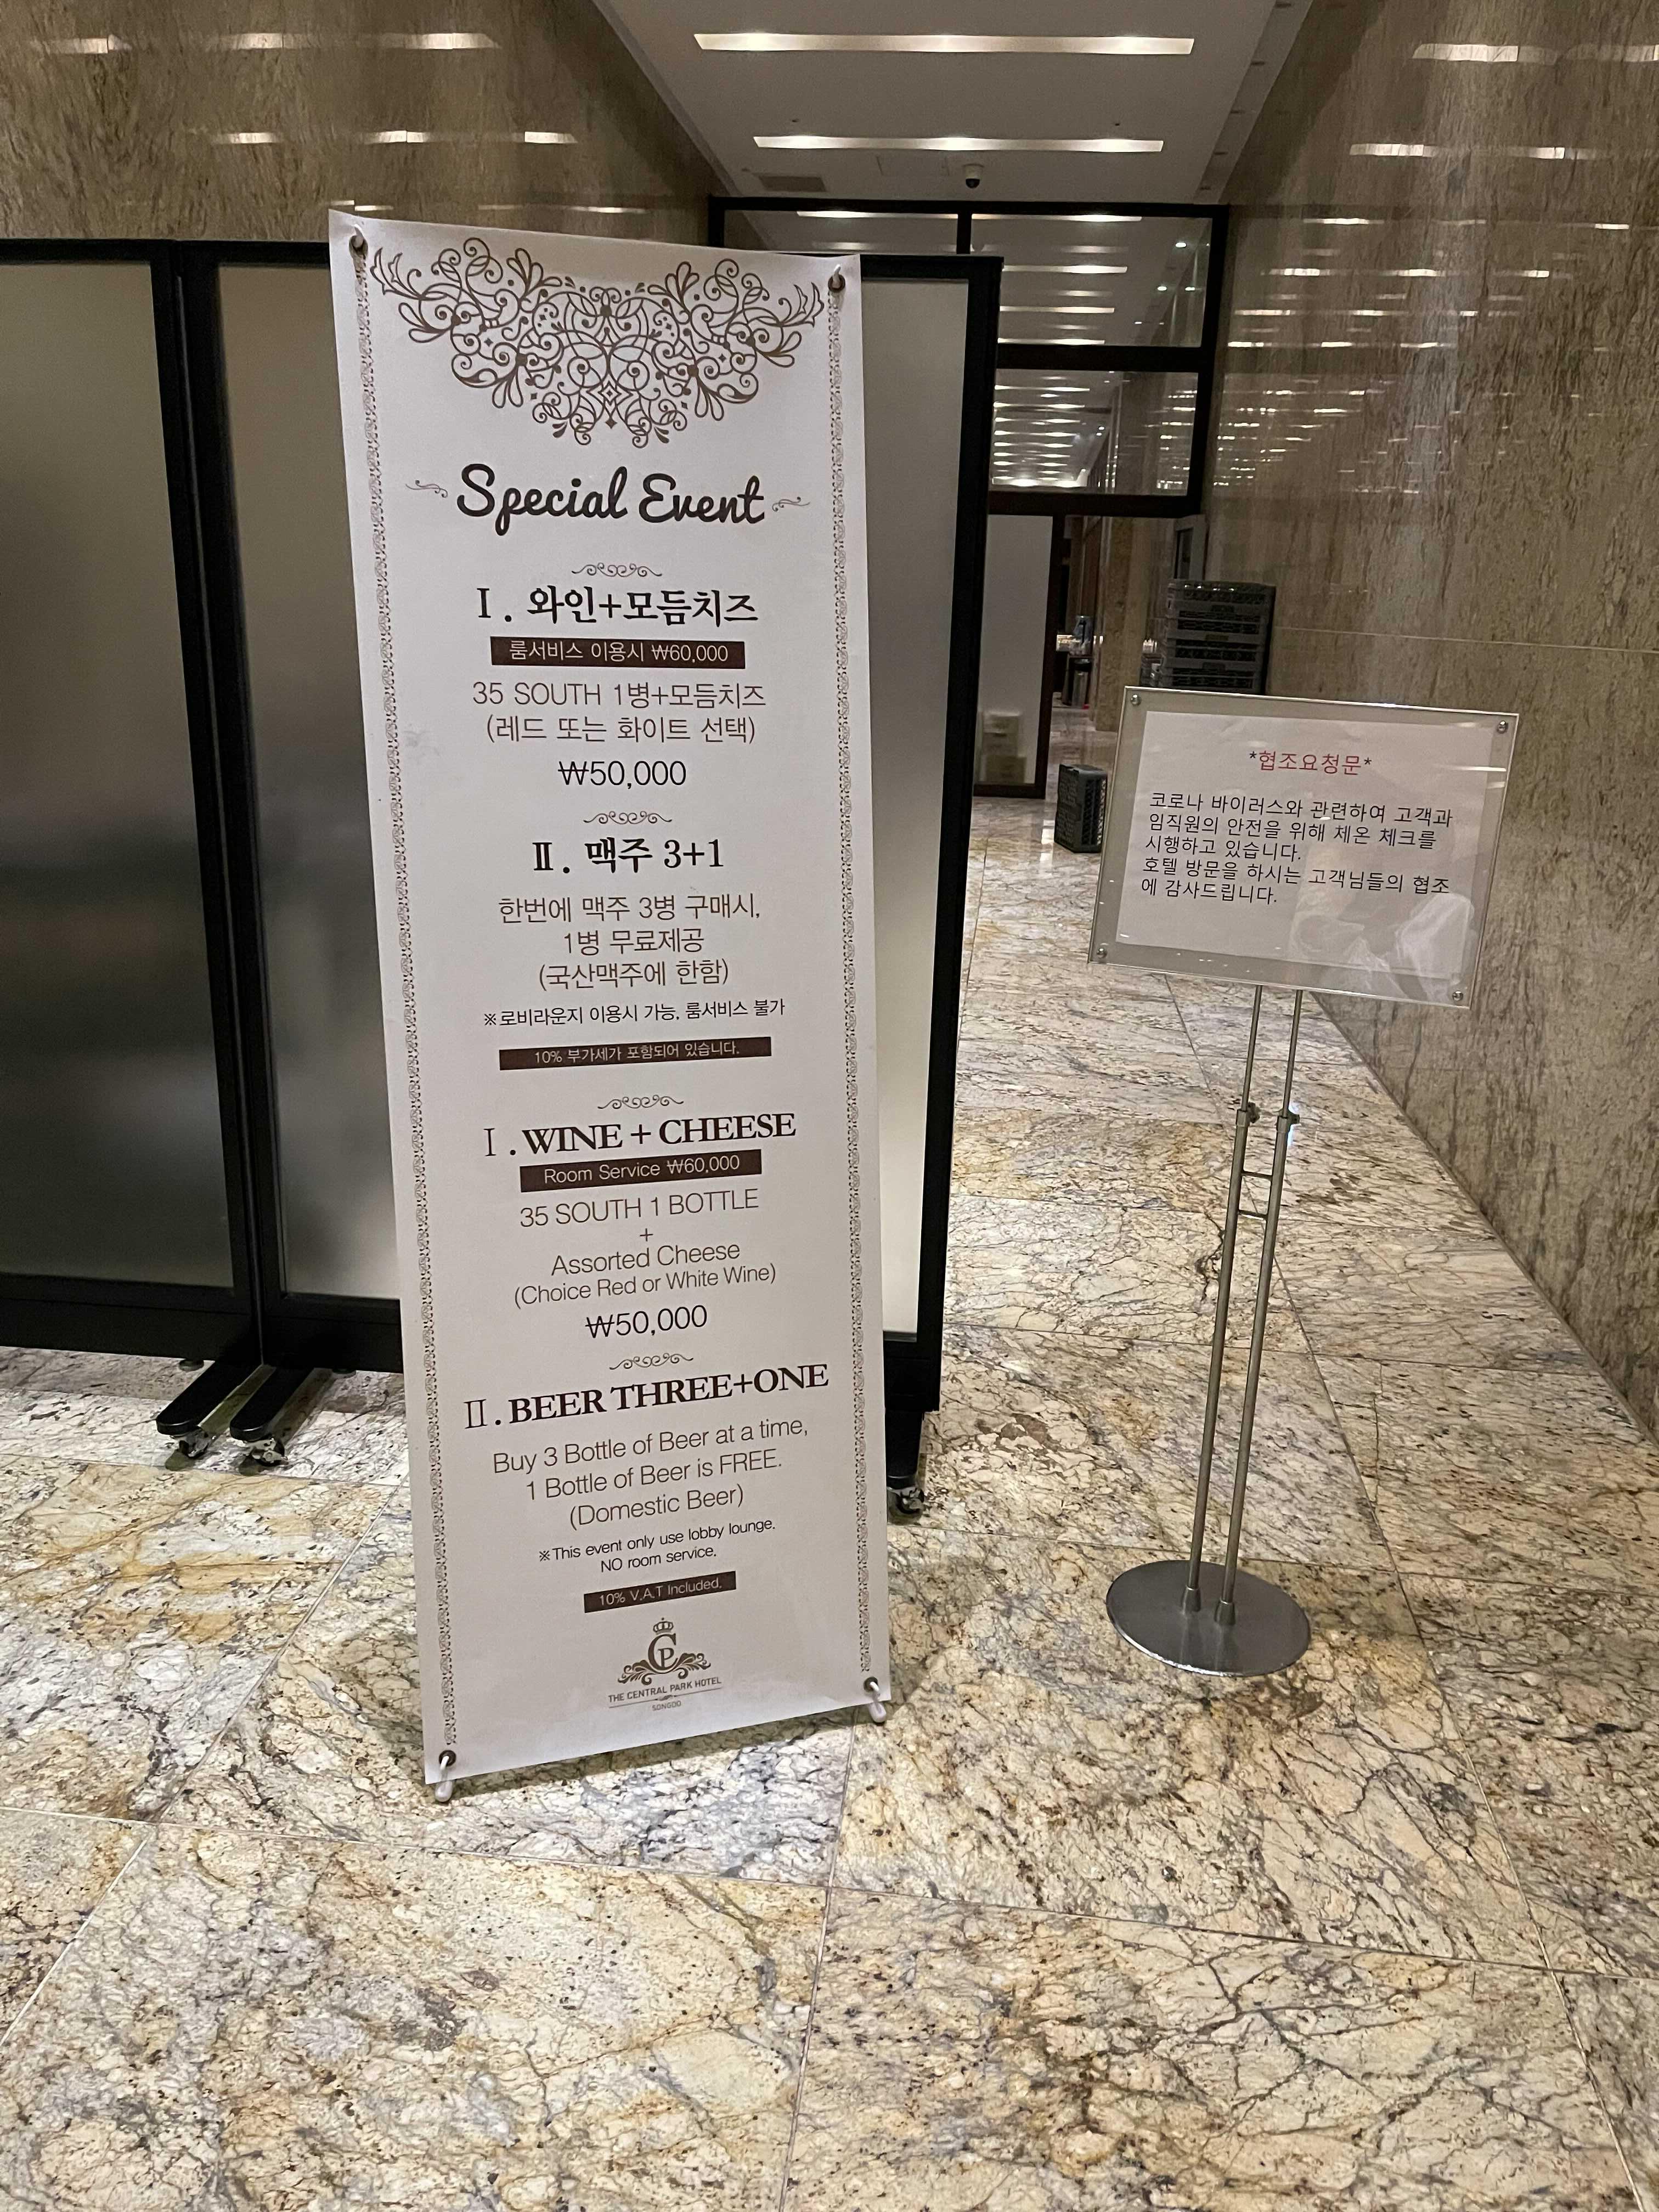 Special Event
Ⅰ. 와인+모듬치즈
룸서비스 이용시 ₩60,000
35 SOUTH 1병+모듬치즈
(레드 또는 화이트 선택)
₩50,000
Ⅱ. 맥주 3+1
한번에 맥주 3병 구매시,
1병 무료제공
(국산맥주에 한함)
※로비라운지 이용시 가능, 룸서비스 불가
10% 부가세가 포함되어 있습니다.
Ⅰ. WINE + CHEESE
Room Service ₩60,000
35 SOUTH 1 BOTTLE
+
Assorted Cheese
(Choice Red or White Wine)
₩50,000
Ⅱ. BEER THREE+ONE
Buy 3 Bottle of Beer at a time,
1 Bottle of Beer is FREE.
(Domestic Beer)
※This event only use lobby lounge.
NO room service.
10% V.A.T Included.
CP
THE CENTRAL PARK HOTEL
SONGDO
*협조요청문*
코로나 바이러스와 관련하여 고객과
임직원의 안전을 위해 체온 체크를
시행하고 있습니다.
호텔 방문을 하시는 고객님들의 협조
에 감사드립니다.